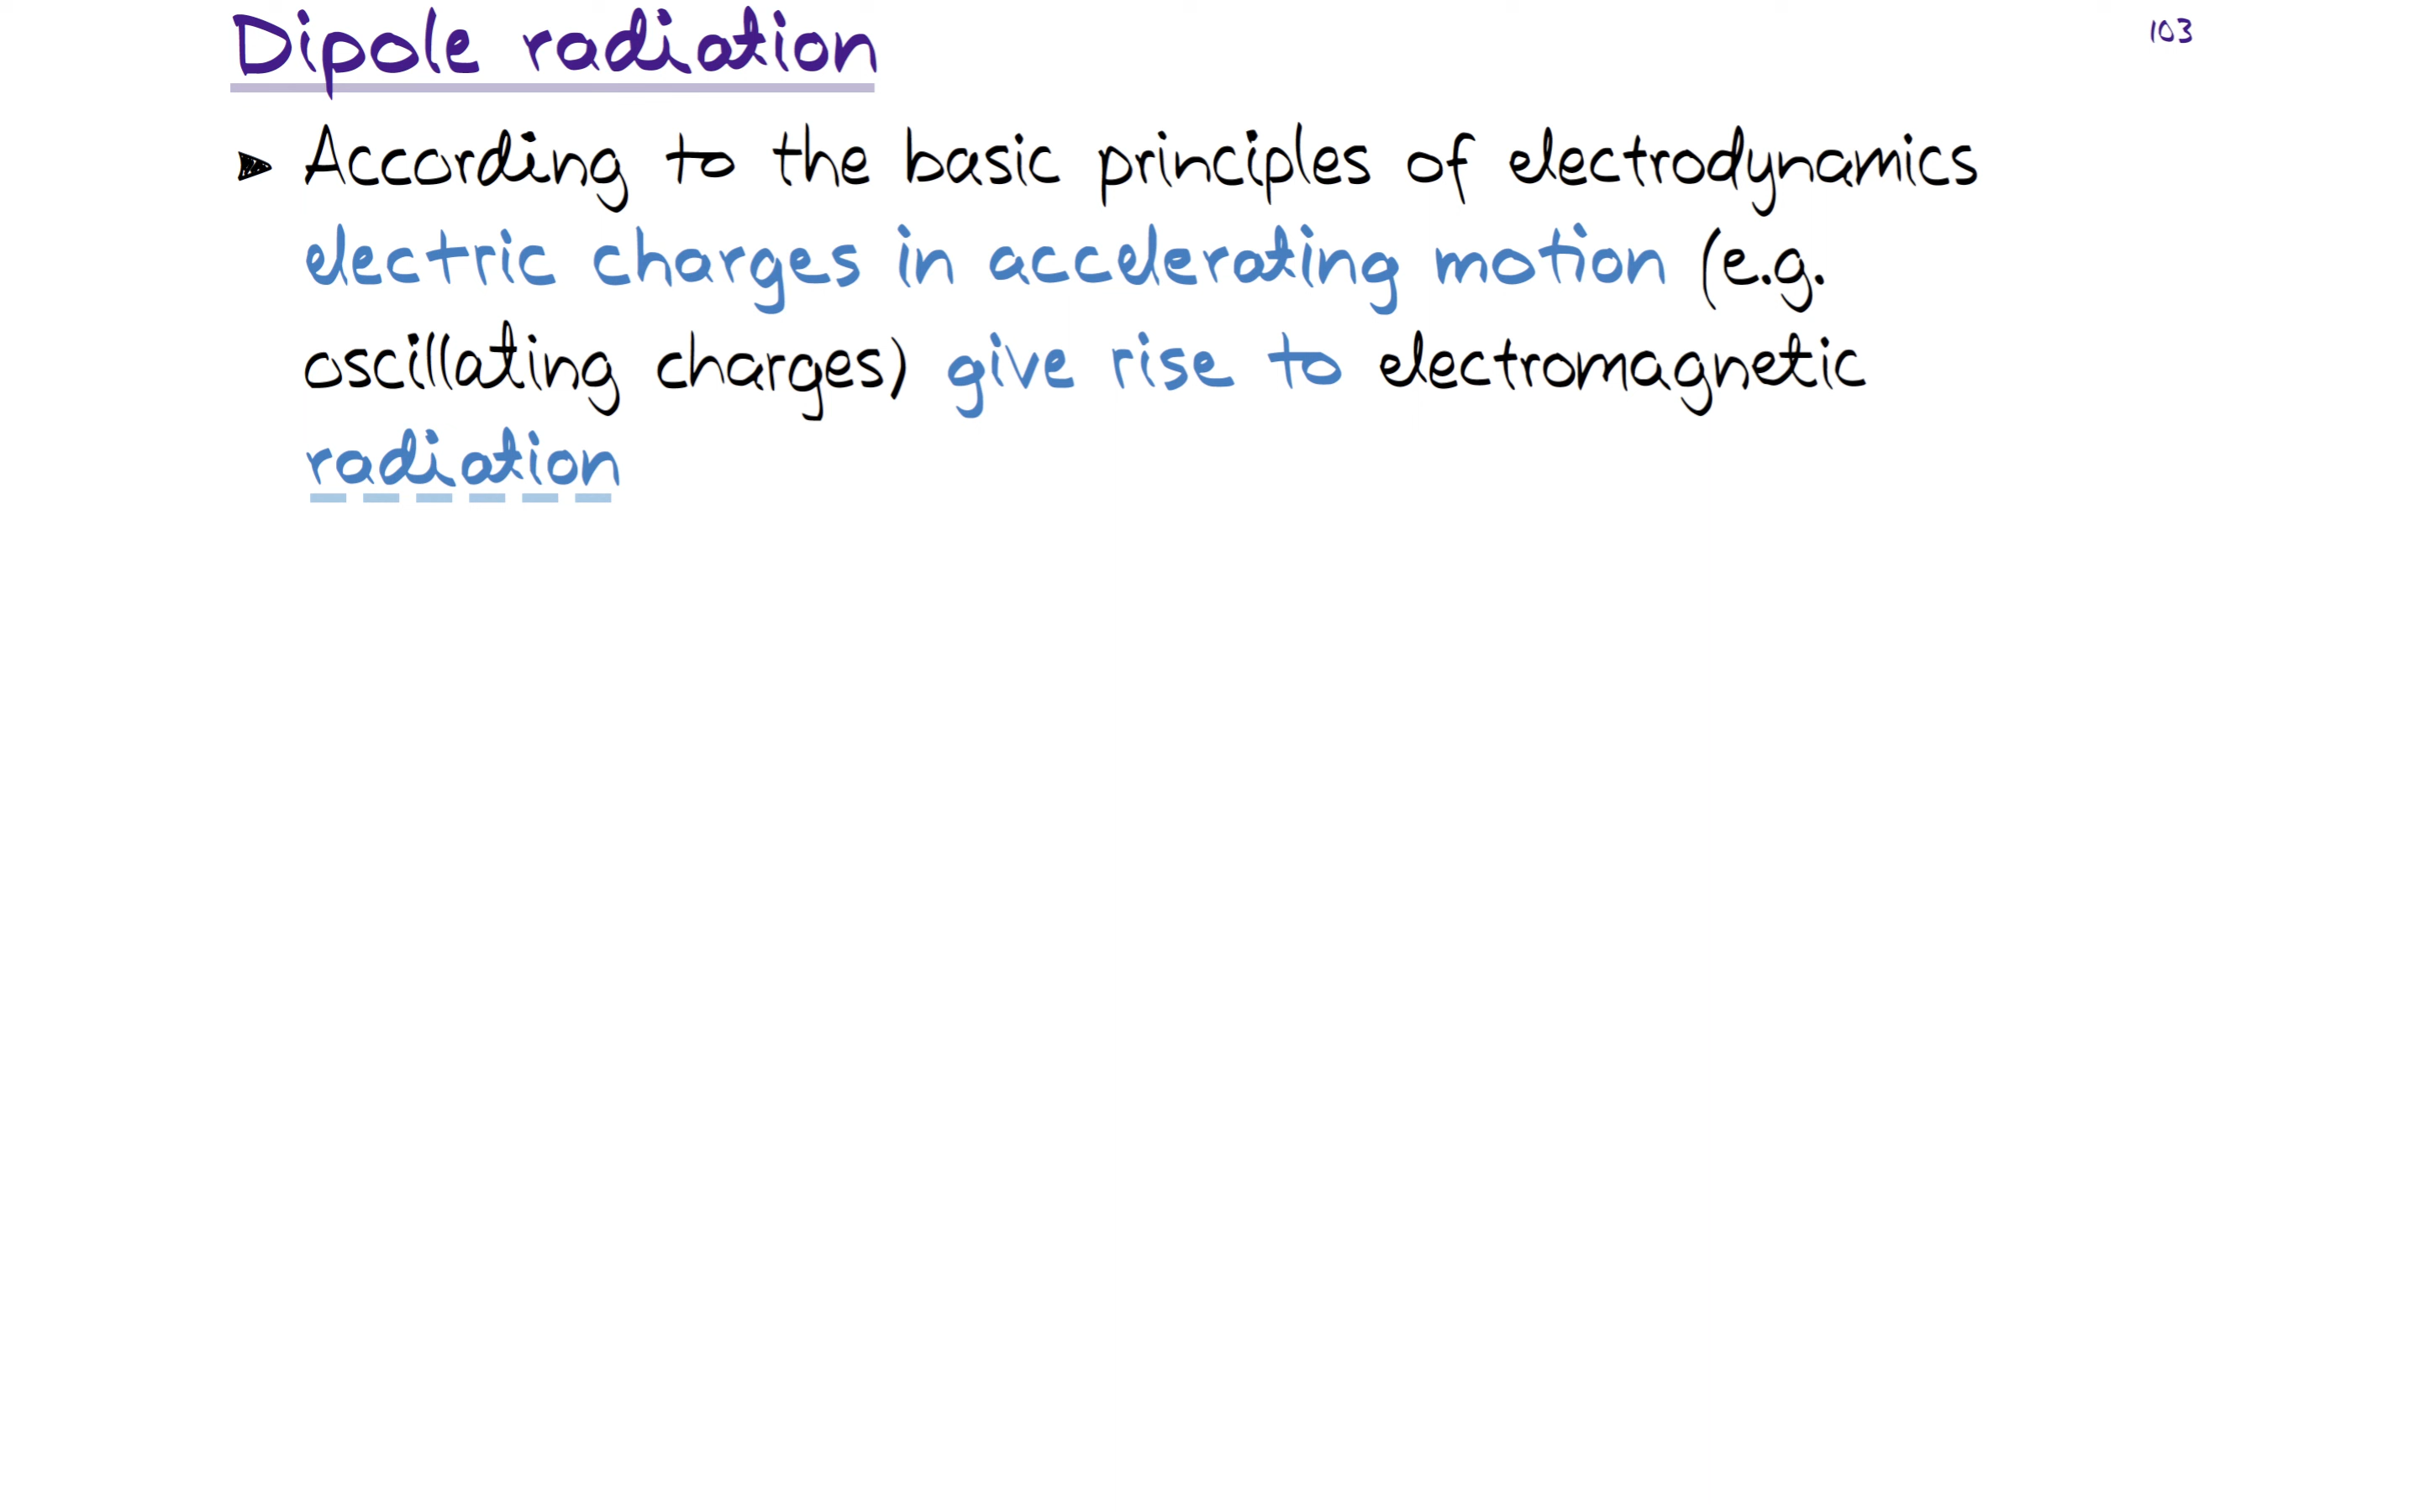 Dipole radiation
103
▸ According to the basic principles of electrodynamics
electric charges in accelerating motion (e.g.
oscillating charges) give rise to electromagnetic
radiation